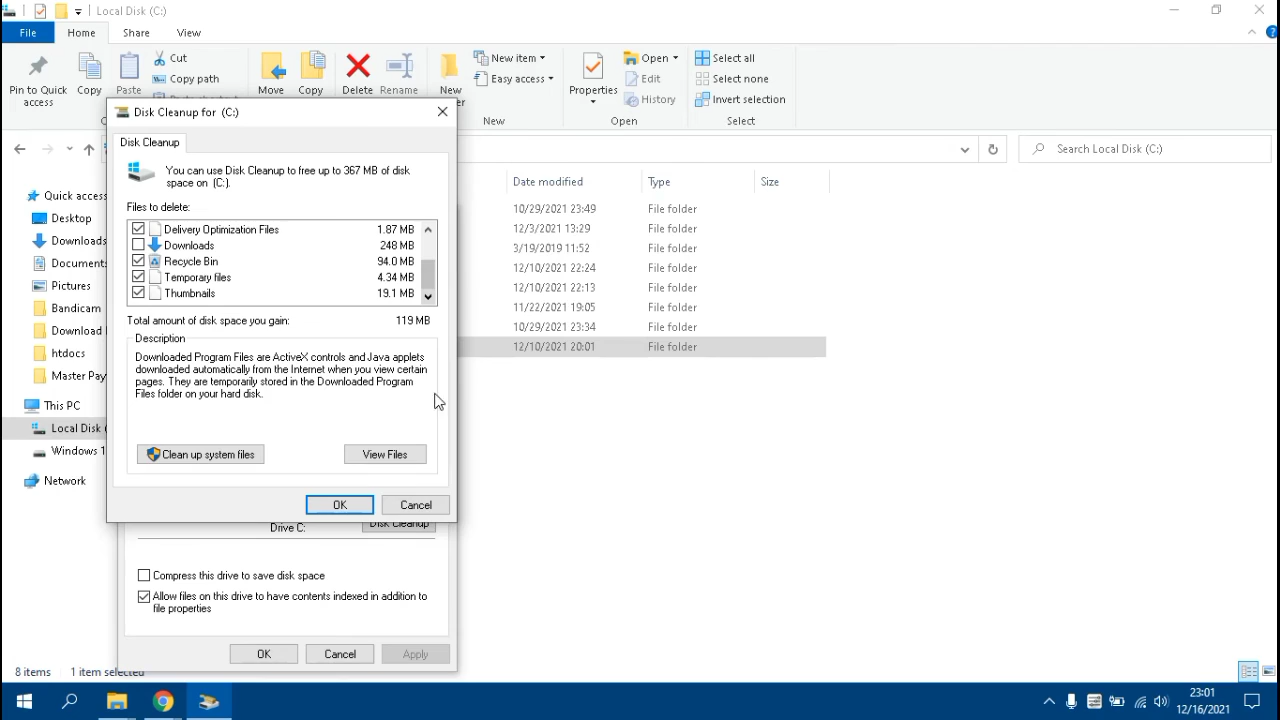 Local Disk (C:)
File Home Share View
Pin to Quick access
Copy
Paste
Cut
Copy path
Move
Copy
Delete
Rename
New
New item
Easy access
New
Properties
Open
Edit
History
Open
Select all
Select none
Invert selection
Select
Search Local Disk (C:)
Quick access
Desktop
Downloads
Documents
Pictures
Bandicam
Download
htdocs
Master Pay
This PC
Local Disk (
Windows 1
Network
Date modified Type Size
10/29/2021 23:49 File folder
12/3/2021 13:29 File folder
3/19/2019 11:52 File folder
12/10/2021 22:24 File folder
12/10/2021 22:13 File folder
11/22/2021 19:05 File folder
10/29/2021 23:34 File folder
12/10/2021 20:01 File folder
Disk Cleanup for (C:)
Disk Cleanup
You can use Disk Cleanup to free up to 367 MB of disk
space on (C:).
Files to delete:
Delivery Optimization Files 1.87 MB
Downloads 248 MB
Recycle Bin 94.0 MB
Temporary files 4.34 MB
Thumbnails 19.1 MB
Total amount of disk space you gain: 119 MB
Description
Downloaded Program Files are ActiveX controls and Java applets
downloaded automatically from the Internet when you view certain
pages. They are temporarily stored in the Downloaded Program
Files folder on your hard disk.
Clean up system files View Files
OK Cancel
Drive C: Disk Cleanup
Compress this drive to save disk space
Allow files on this drive to have contents indexed in addition to
file properties
OK Cancel Apply
8 items 1 item selected
23:01
12/16/2021